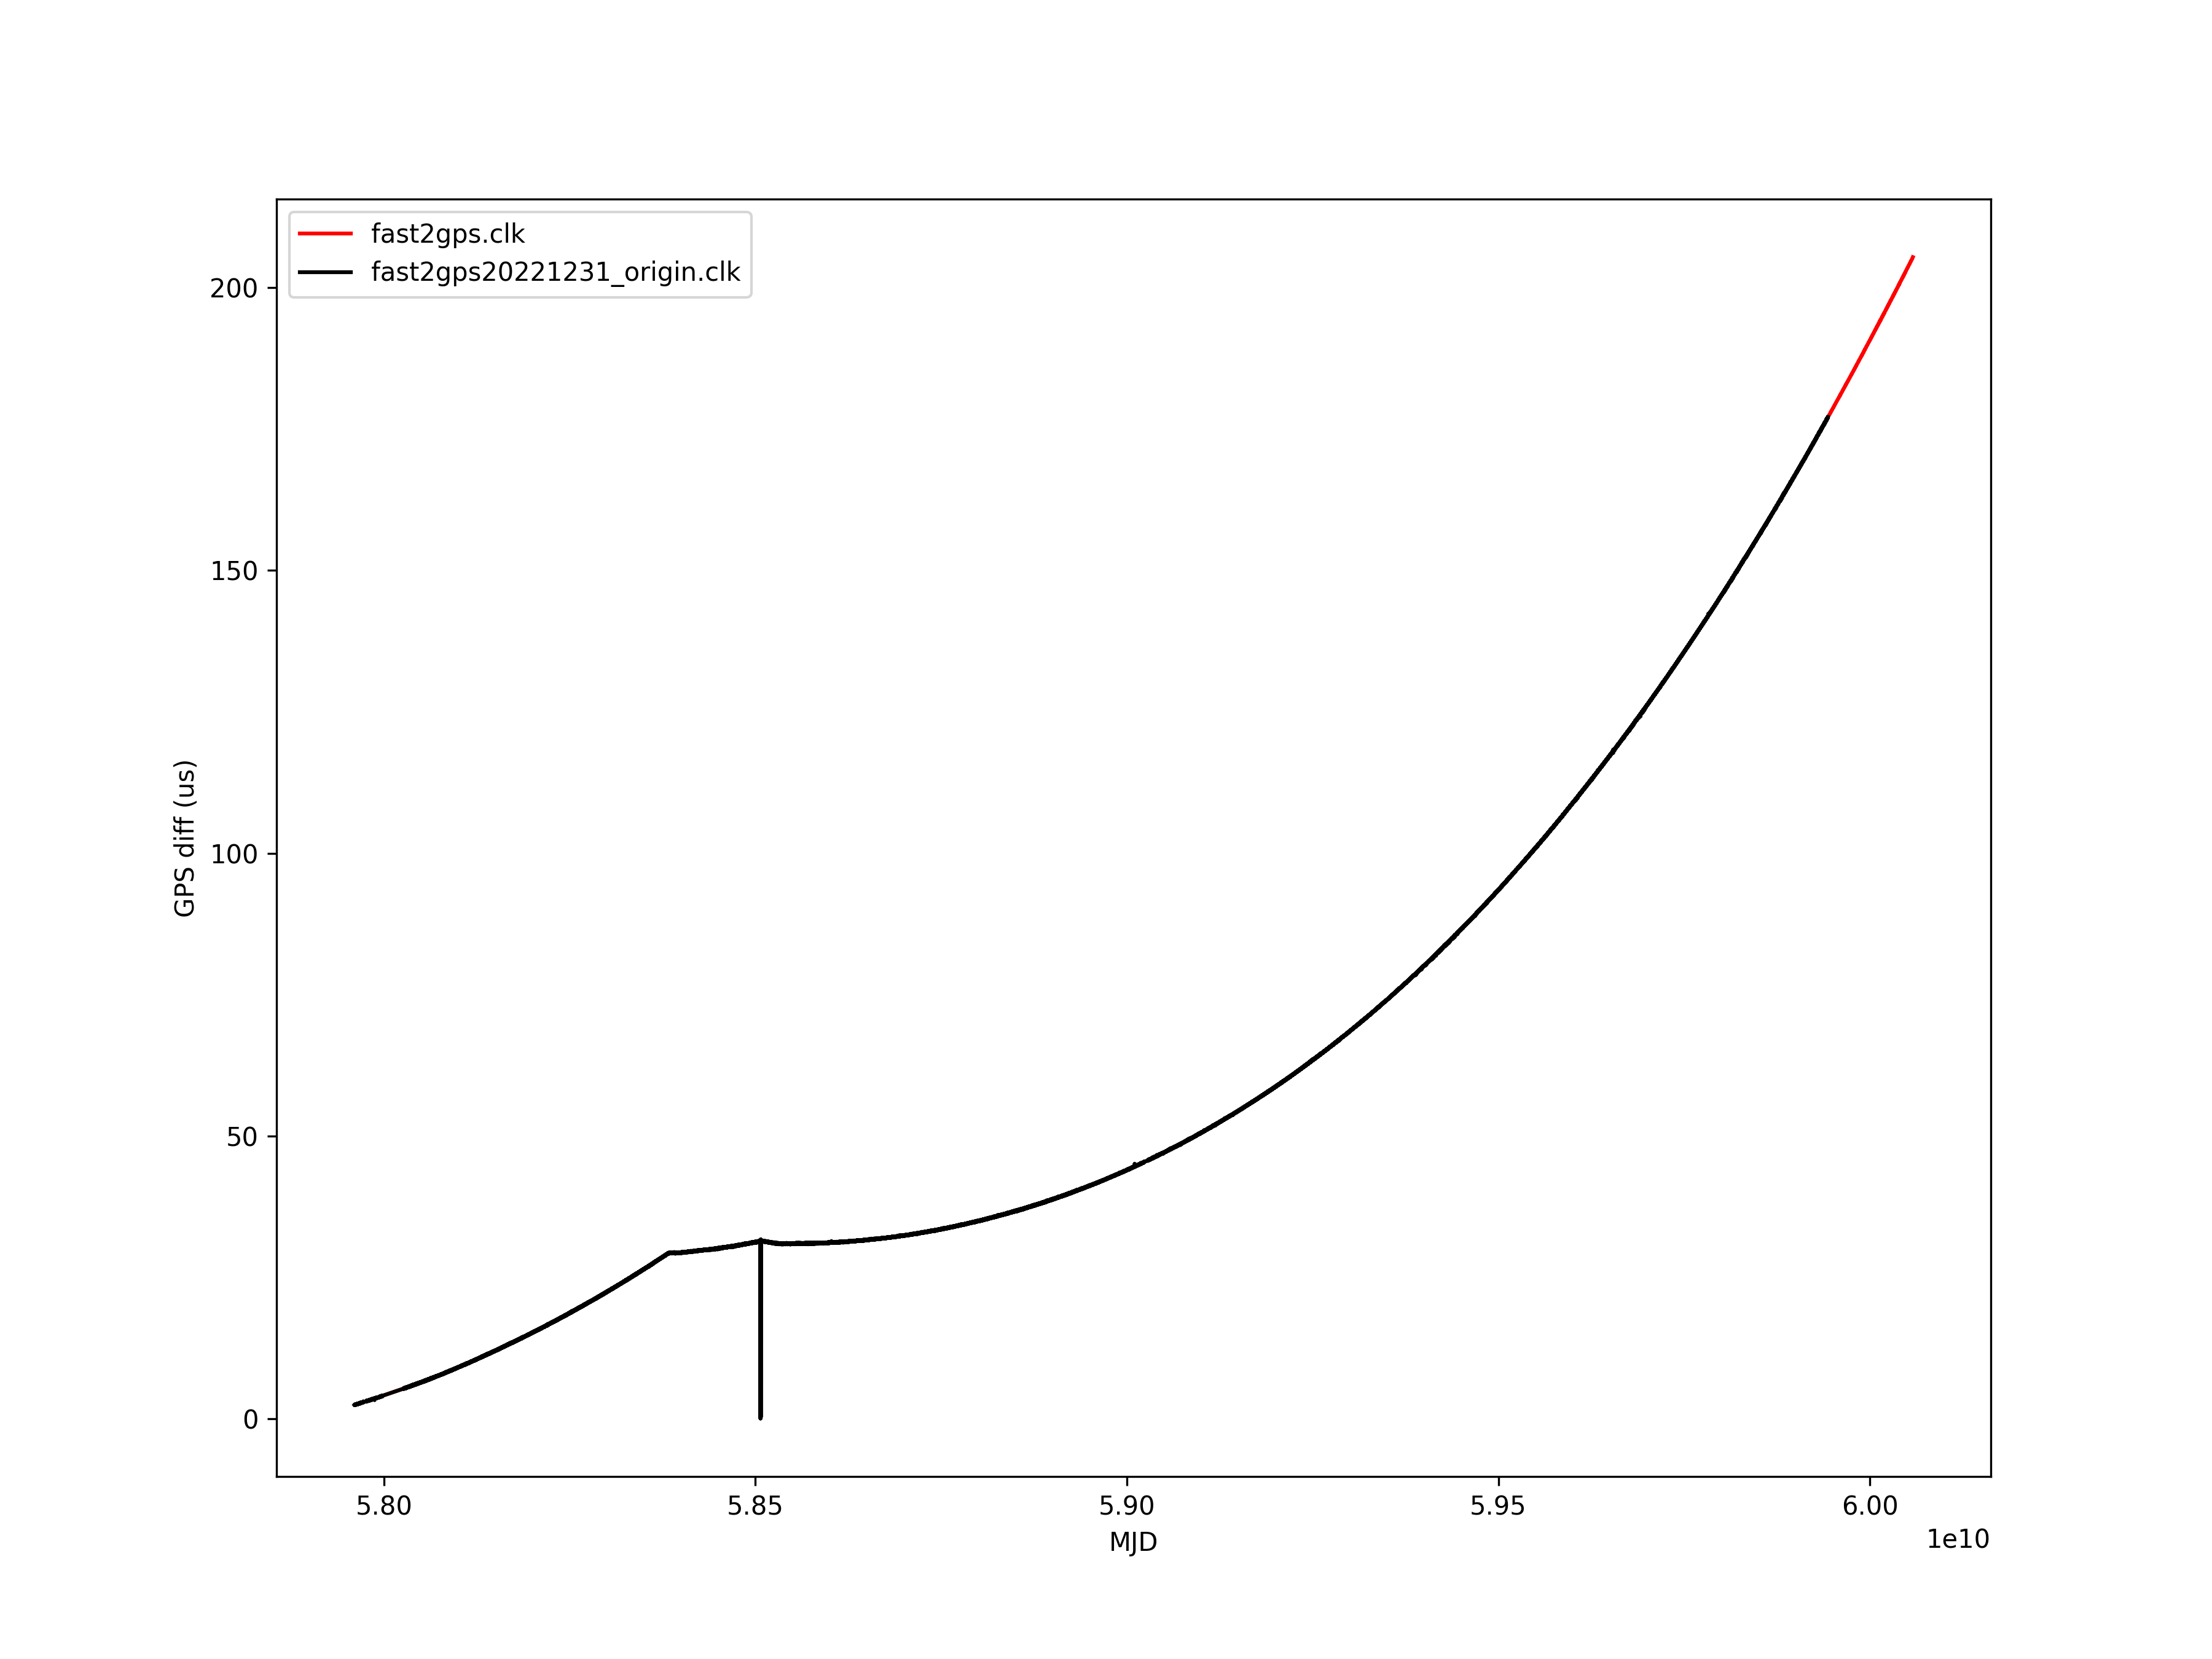 fast2gps.clk
fast2gps20221231_origin.clk
200
150
100
50
0
GPS diff (us)
5.80 5.85 5.90 5.95 6.00
1e10
MJD